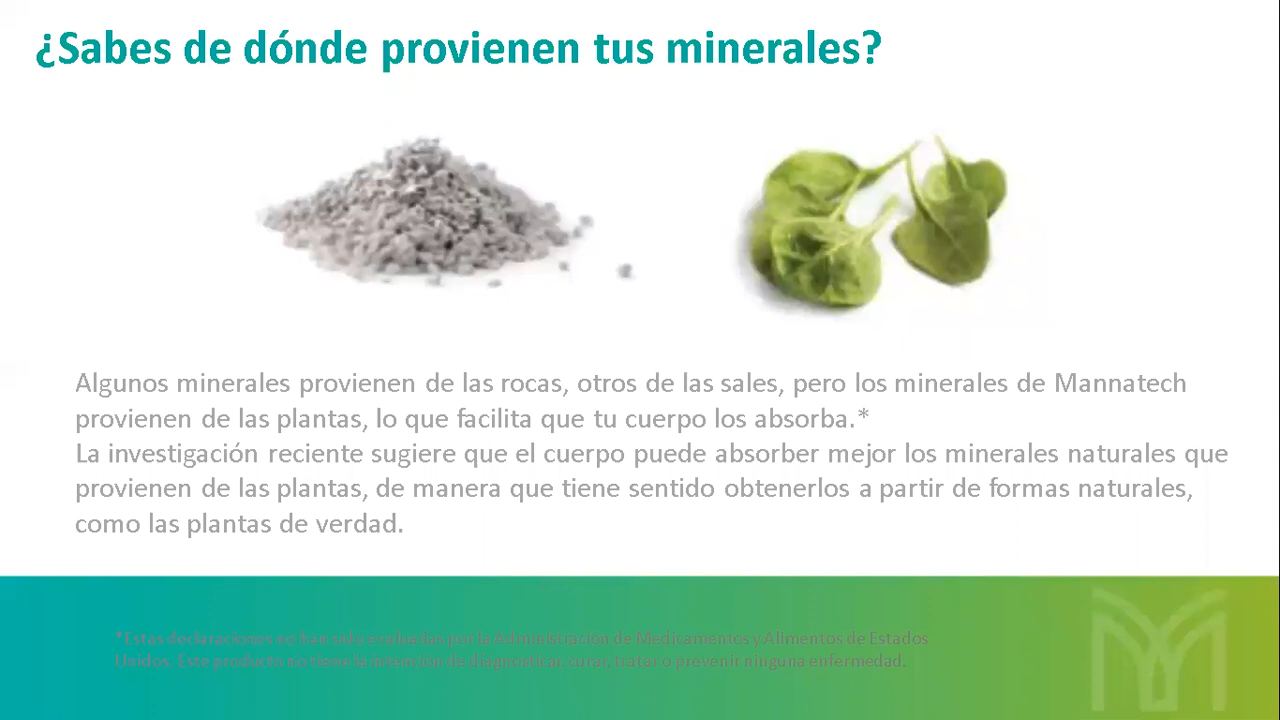 ¿Sabes de dónde provienen tus minerales?
Algunos minerales provienen de las rocas, otros de las sales, pero los minerales de Mannatech
provienen de las plantas, lo que facilita que tu cuerpo los absorba.*
La investigación reciente sugiere que el cuerpo puede absorber mejor los minerales naturales que
provienen de las plantas, de manera que tiene sentido obtenerlos a partir de formas naturales,
como las plantas de verdad.
*Estas declaraciones no han sido evaluadas por la Administración de Medicamentos y Alimentos de Estados
Unidos. Este producto no tiene la intención de diagnosticar, curar, tratar o prevenir ninguna enfermedad.